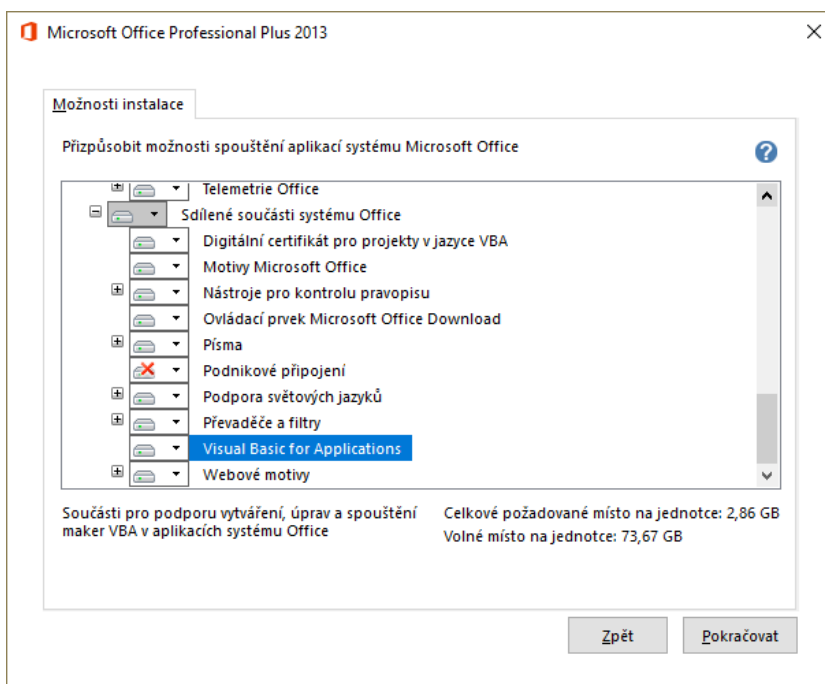 Microsoft Office Professional Plus 2013
Možnosti instalace
Přizpůsobit možnosti spouštění aplikací systému Microsoft Office
Telemetrie Office
Sdílené součásti systému Office
Digitální certifikát pro projekty v jazyce VBA
Motivy Microsoft Office
Nástroje pro kontrolu pravopisu
Ovládací prvek Microsoft Office Download
Písma
Podnikové připojení
Podpora světových jazyků
Převaděče a filtry
Visual Basic for Applications
Webové motivy
Součásti pro podporu vytváření, úprav a spouštění
maker VBA v aplikacích systému Office
Celkové požadované místo na jednotce: 2,86 GB
Volné místo na jednotce: 73,67 GB
Zpět
Pokračovat